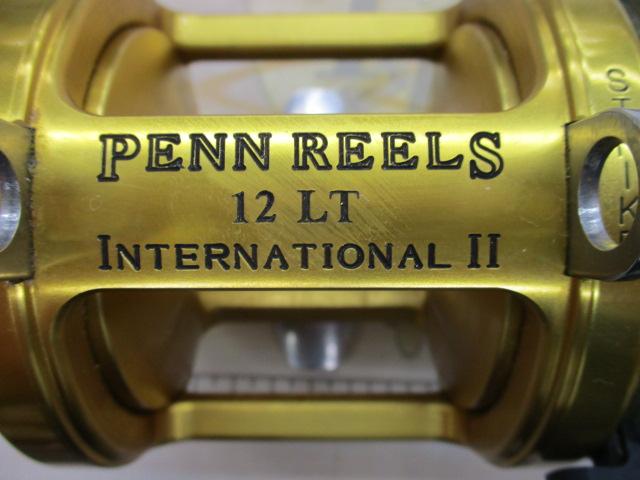 PENN REELS
12 LT
INTERNATIONAL II